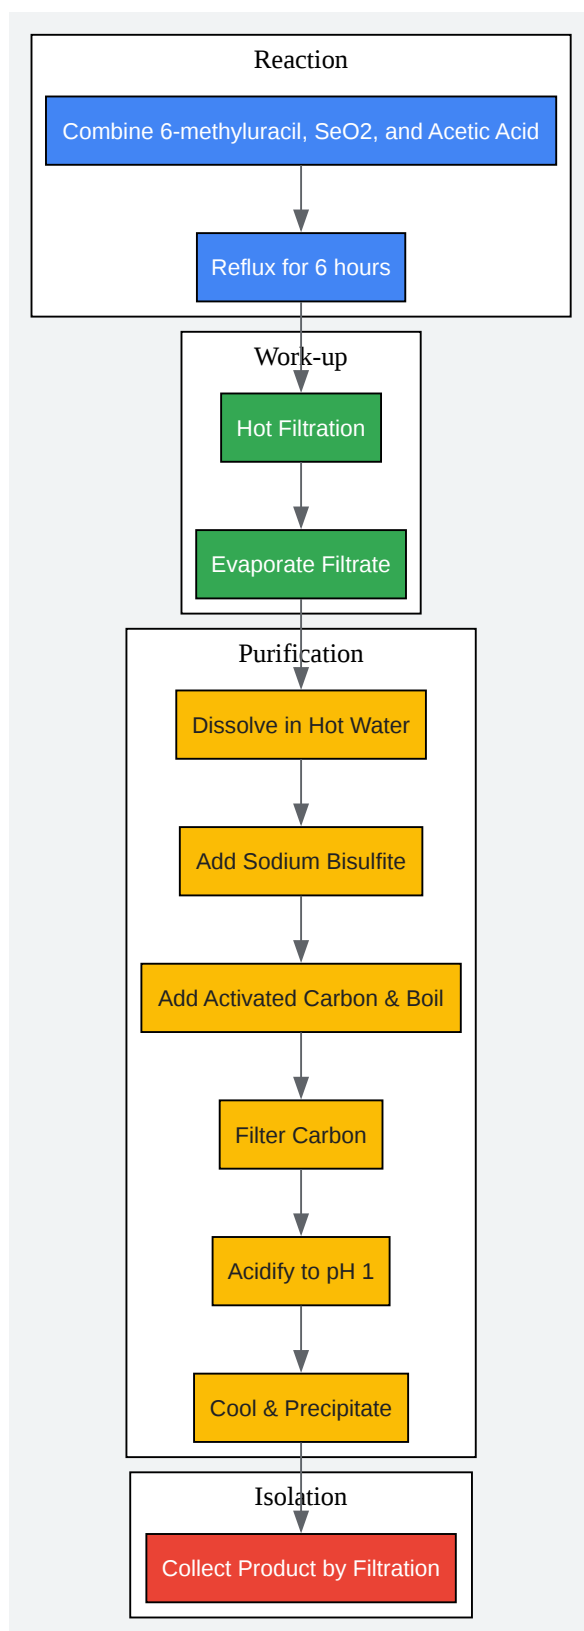 Reaction
Combine 6-methyluracil, SeO2, and Acetic Acid
Reflux for 6 hours
Work-up
Hot Filtration
Evaporate Filtrate
Purification
Dissolve in Hot Water
Add Sodium Bisulfite
Add Activated Carbon & Boil
Filter Carbon
Acidify to pH 1
Cool & Precipitate
Isolation
Collect Product by Filtration